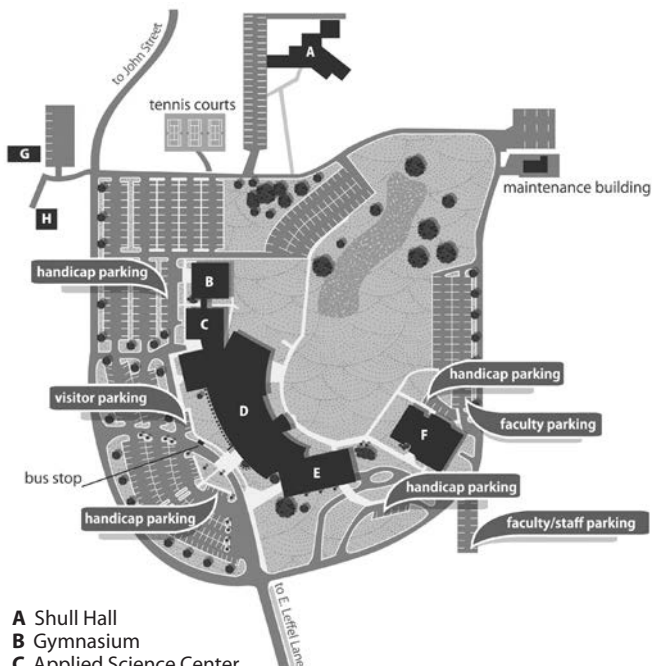 to John Street
A
tennis courts
G
H
maintenance building
handicap parking
B
C
visitor parking
D
handicap parking
F
faculty parking
bus stop
E
handicap parking
handicap parking
faculty/staff parking
to E. Leffel Lane
A Shull Hall
B Gymnasium
C Applied Science Center